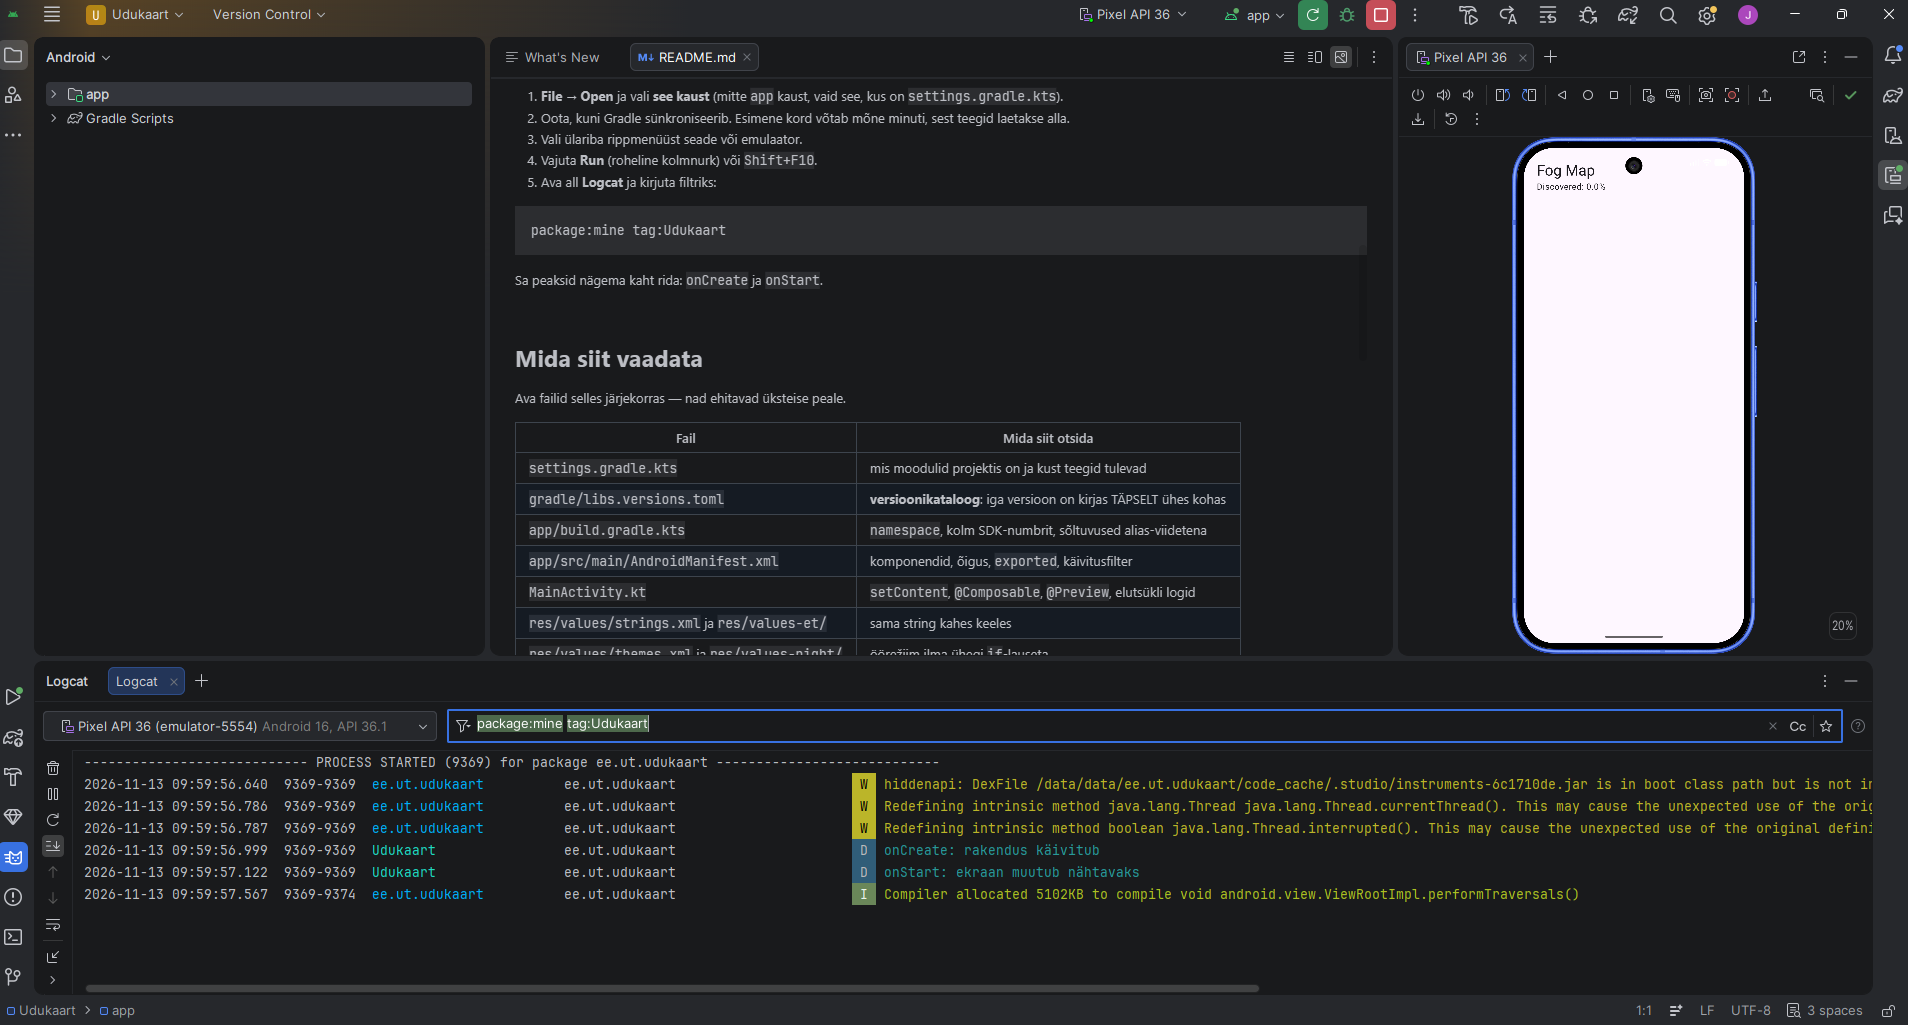 U Udukaart Version Control Pixel API 36 app J
Android
app
Gradle Scripts
What's New M↓ README.md
1. File → Open ja vali see kaust (mitte app kaust, vaid see, kus on settings.gradle.kts).
2. Oota, kuni Gradle sünkroniseerib. Esimene kord võtab mõne minuti, sest teegid laetakse alla.
3. Vali ülariba rippmenüüst seade või emulaator.
4. Vajuta Run (roheline kolmnurk) või Shift+F10.
5. Ava all Logcat ja kirjuta filtriks:
package:mine tag:Udukaart
Sa peaksid nägema kaht rida: onCreate ja onStart.
Mida siit vaadata
Ava failid selles järjekorras — nad ehitavad üksteise peale.
Fail Mida siit otsida
settings.gradle.kts mis moodulid projektis on ja kust teegid tulevad
gradle/libs.versions.toml versioonikataloog: iga versioon on kirjas TÄPSELT ühes kohas
app/build.gradle.kts namespace, kolm SDK-numbrit, sõltuvused alias-viidetena
app/src/main/AndroidManifest.xml komponendid, õigus, exported, käivitusfilter
MainActivity.kt setContent, @Composable, @Preview, elutsükli logid
res/values/strings.xml ja res/values-et/ sama string kahes keeles
res/values/themes.xml ja res/values-night/ öörežiim ilma ühegi if-lauseta
Pixel API 36
Fog Map
Discovered: 0.0%
20%
Logcat Logcat
Pixel API 36 (emulator-5554) Android 16, API 36.1 package:mine tag:Udukaart Cc
---------------------------- PROCESS STARTED (9369) for package ee.ut.udukaart ----------------------------
2026-11-13 09:59:56.640 9369-9369 ee.ut.udukaart ee.ut.udukaart W hiddenapi: DexFile /data/data/ee.ut.udukaart/code_cache/.studio/instruments-6c1710de.jar is in boot class path but is not in
2026-11-13 09:59:56.786 9369-9369 ee.ut.udukaart ee.ut.udukaart W Redefining intrinsic method java.lang.Thread java.lang.Thread.currentThread(). This may cause the unexpected use of the orig
2026-11-13 09:59:56.787 9369-9369 ee.ut.udukaart ee.ut.udukaart W Redefining intrinsic method boolean java.lang.Thread.interrupted(). This may cause the unexpected use of the original defini
2026-11-13 09:59:56.999 9369-9369 Udukaart ee.ut.udukaart D onCreate: rakendus käivitub
2026-11-13 09:59:57.122 9369-9369 Udukaart ee.ut.udukaart D onStart: ekraan muutub nähtavaks
2026-11-13 09:59:57.567 9369-9374 ee.ut.udukaart ee.ut.udukaart I Compiler allocated 5102KB to compile void android.view.ViewRootImpl.performTraversals()
Udukaart > app 1:1 LF UTF-8 3 spaces